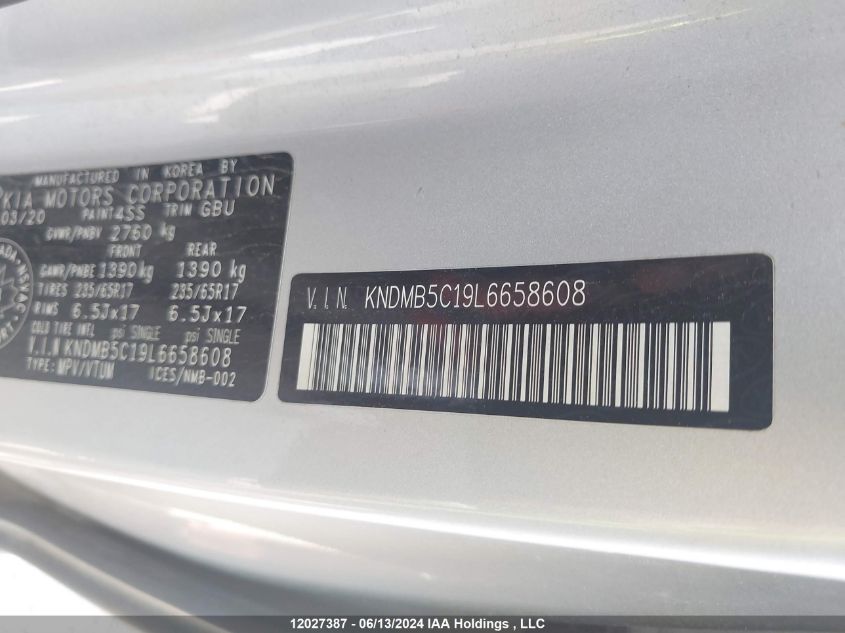 MANUFACTURED IN KOREA BY
KIA MOTORS CORPORATION
03/20 PAINT 4SS TRIM GBU
GVWR/PNBV 2760 kg
FRONT REAR
GAWR/PNBE 1390 kg 1390 kg
TIRES 235/65R17 235/65R17
RIMS 6.5Jx17 6.5Jx17
COLD TIRE INFL psi SINGLE psi SINGLE
V.I.N KNDMB5C19L6658608
TYPE: MPV/VTUM ICES/NMB-002
V.I.N. KNDMB5C19L6658608
12027387 - 06/13/2024 IAA Holdings , LLC